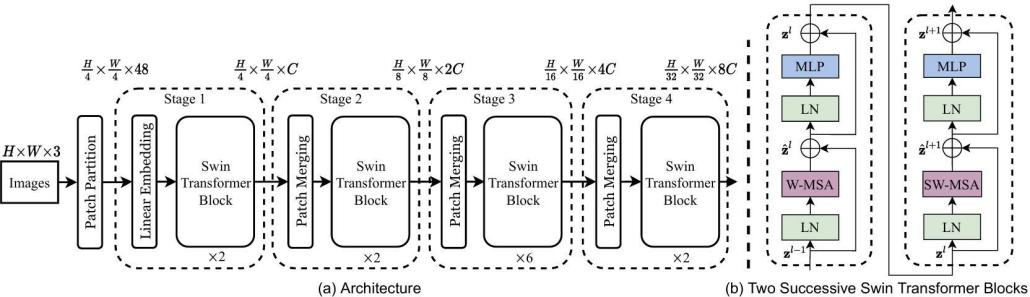 H×W×3
Images
H/4 × W/4 × 48
Patch Partition
Stage 1
Linear Embedding
Swin
Transformer
Block
×2
H/4 × W/4 × C
Stage 2
Patch Merging
Swin
Transformer
Block
×2
H/8 × W/8 × 2C
Stage 3
Patch Merging
Swin
Transformer
Block
×6
H/16 × W/16 × 4C
Stage 4
Patch Merging
Swin
Transformer
Block
×2
H/32 × W/32 × 8C
(a) Architecture
z^l
MLP
LN
ẑ^l
W-MSA
LN
z^{l-1}
z^{l+1}
MLP
LN
ẑ^{l+1}
SW-MSA
LN
z^l
(b) Two Successive Swin Transformer Blocks